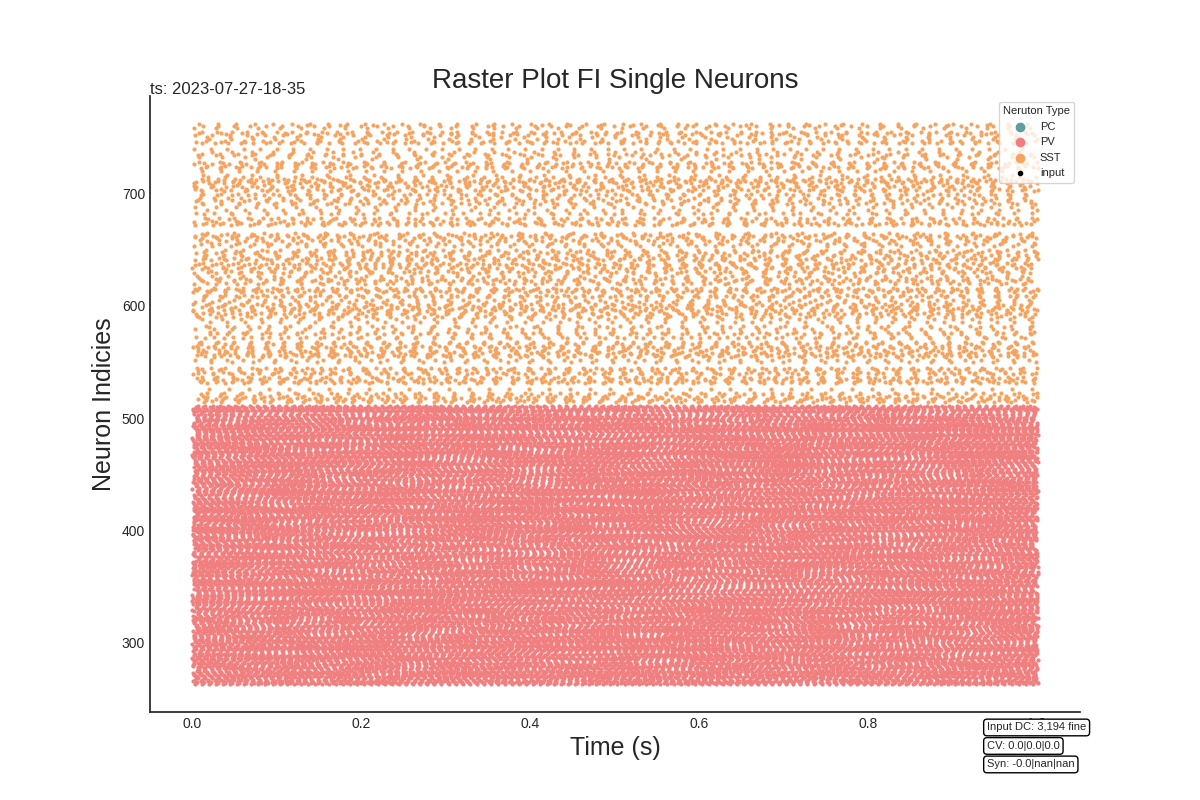 Raster Plot FI Single Neurons
ts: 2023-07-27-18-35
Neruton Type
PC
PV
SST
input
Neuron Indicies
700
600
500
400
300
0.0 0.2 0.4 0.6 0.8
Time (s)
Input DC: 3,194 fine
CV: 0.0|0.0|0.0
Syn: -0.0|nan|nan